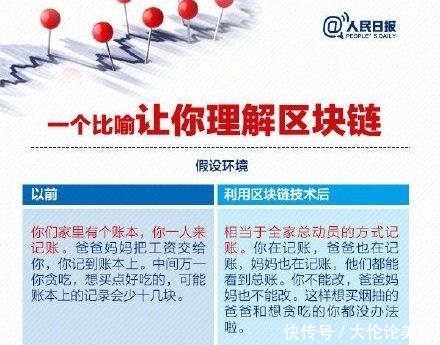 @人民日报
PEOPLE'S DAILY
一个比喻让你理解区块链
假设环境
以前
你们家里有个账本,你一人来
记账。爸爸妈妈把工资交给
你,你记到账本上。中间万一
你贪吃,想买点好吃的,可能
账本上的记录会少十几块。
利用区块链技术后
相当于全家总动员的方式记
账。你在记账,爸爸也在记
账,妈妈也在记账,他们都能
看到总账。你不能改,爸爸妈
妈也不能改。这样想买烟抽的
爸爸和想贪吃的你都没办法
啦。
快传号/大伦论美